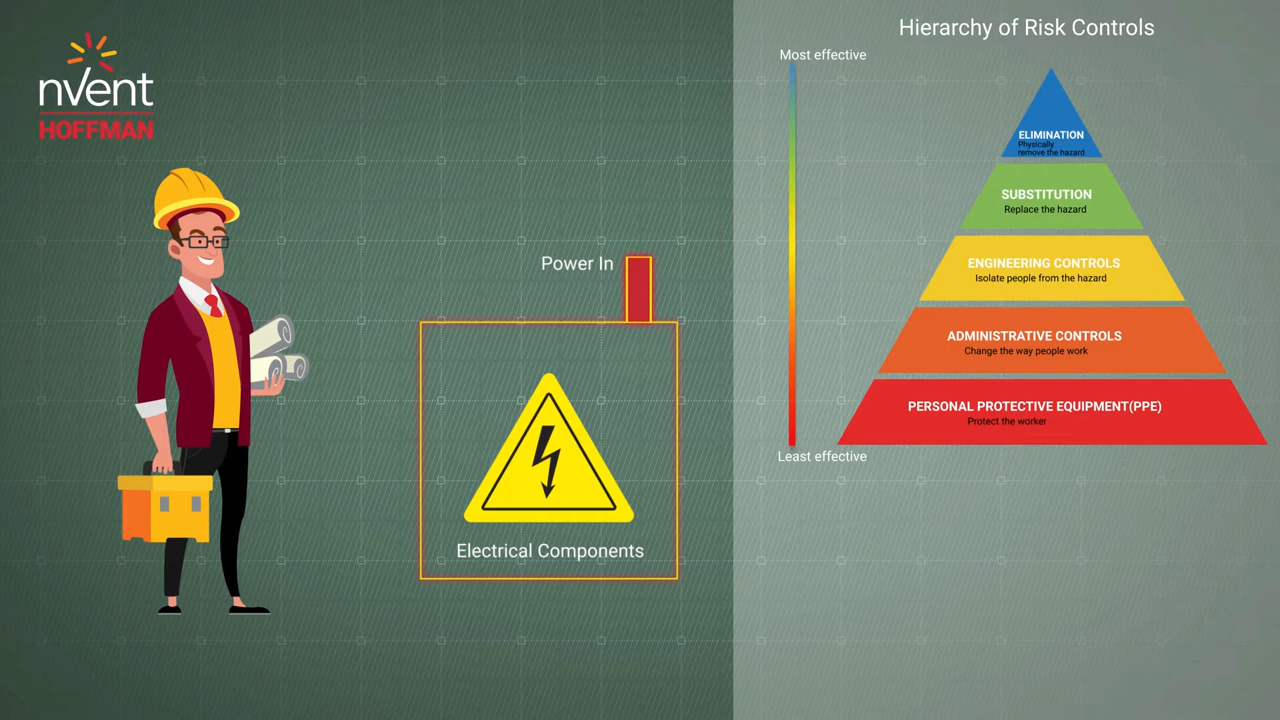 nvent
HOFFMAN
Power In
Electrical Components
Hierarchy of Risk Controls
Most effective
ELIMINATION
Physically
remove the hazard
SUBSTITUTION
Replace the hazard
ENGINEERING CONTROLS
Isolate people from the hazard
ADMINISTRATIVE CONTROLS
Change the way people work
PERSONAL PROTECTIVE EQUIPMENT(PPE)
Protect the worker
Least effective